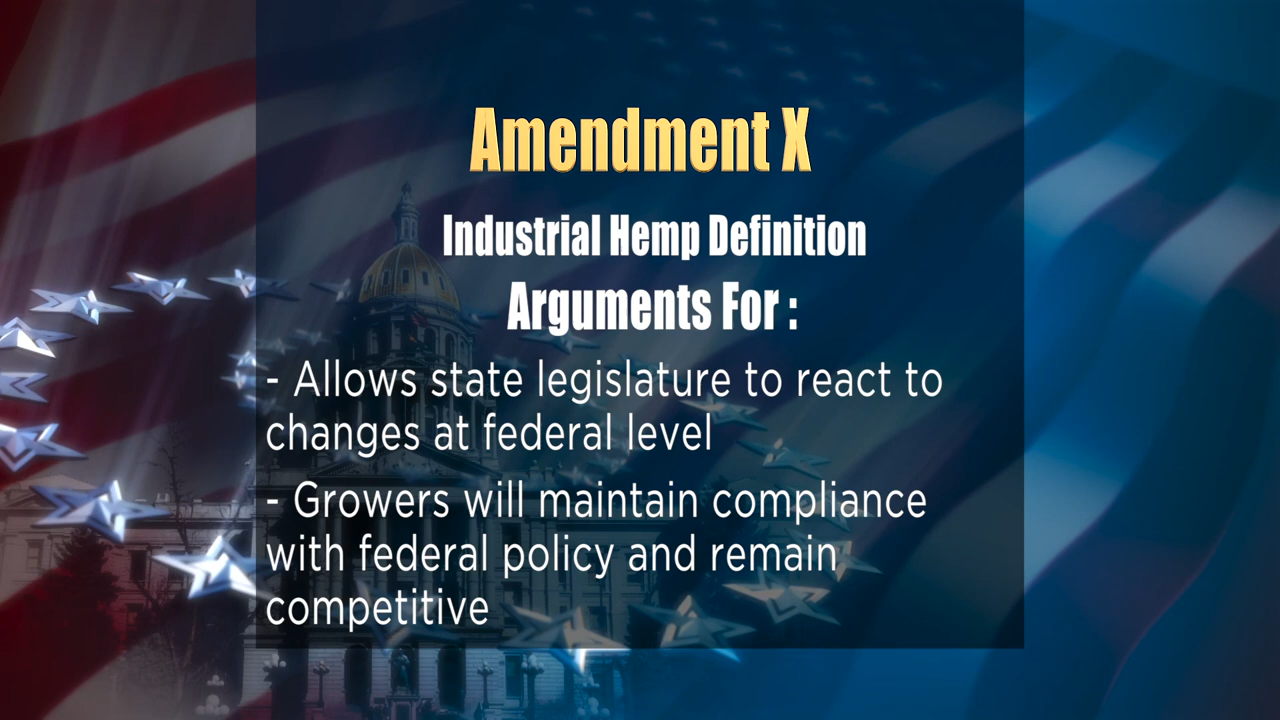 Amendment X
Industrial Hemp Definition
Arguments For :
- Allows state legislature to react to
changes at federal level
- Growers will maintain compliance
with federal policy and remain
competitive